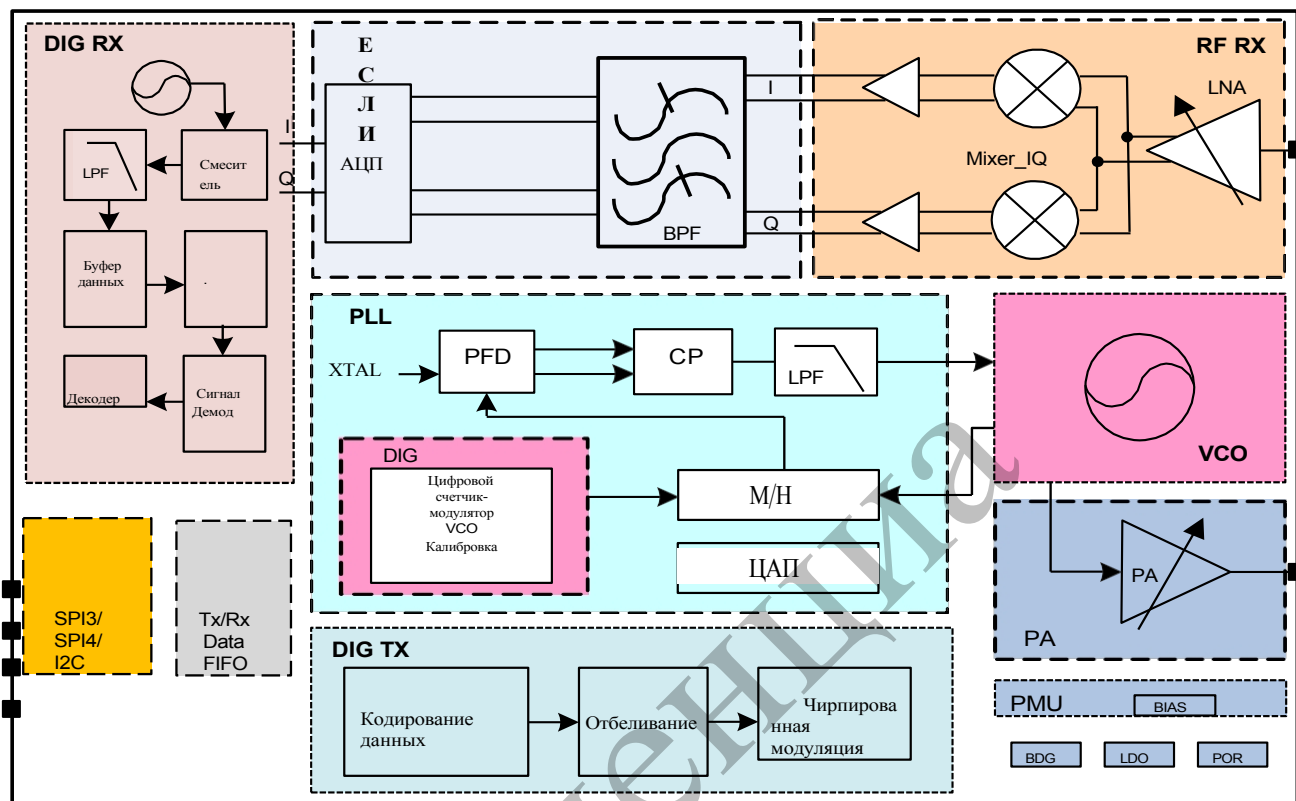 DIG RX
I
Q
LPF
Смесит
ель
Буфер
данных
.
Декодер
Сигнал
Демод
Е
С
Л
И
АЦП
BPF
I
Q
RF RX
LNA
Mixer_IQ
PLL
XTAL
PFD
CP
LPF
DIG
Цифровой
счетчик-
модулятор
VCO
Калибровка
М/Н
ЦАП
VCO
PA
PA
SPI3/
SPI4/
I2C
Tx/Rx
Data
FIFO
DIG TX
Кодирование
данных
Отбеливание
Чирпирова
нная
модуляция
PMU
BIAS
BDG
LDO
POR